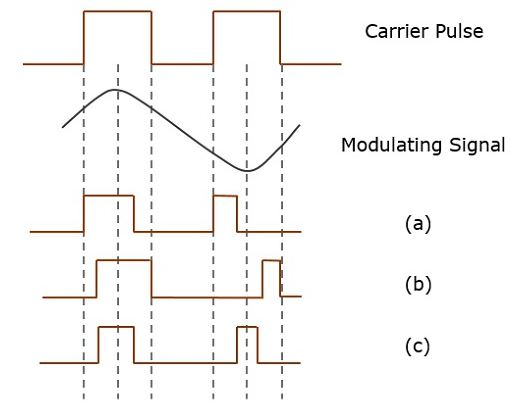 Carrier Pulse
Modulating Signal
(a)
(b)
(c)